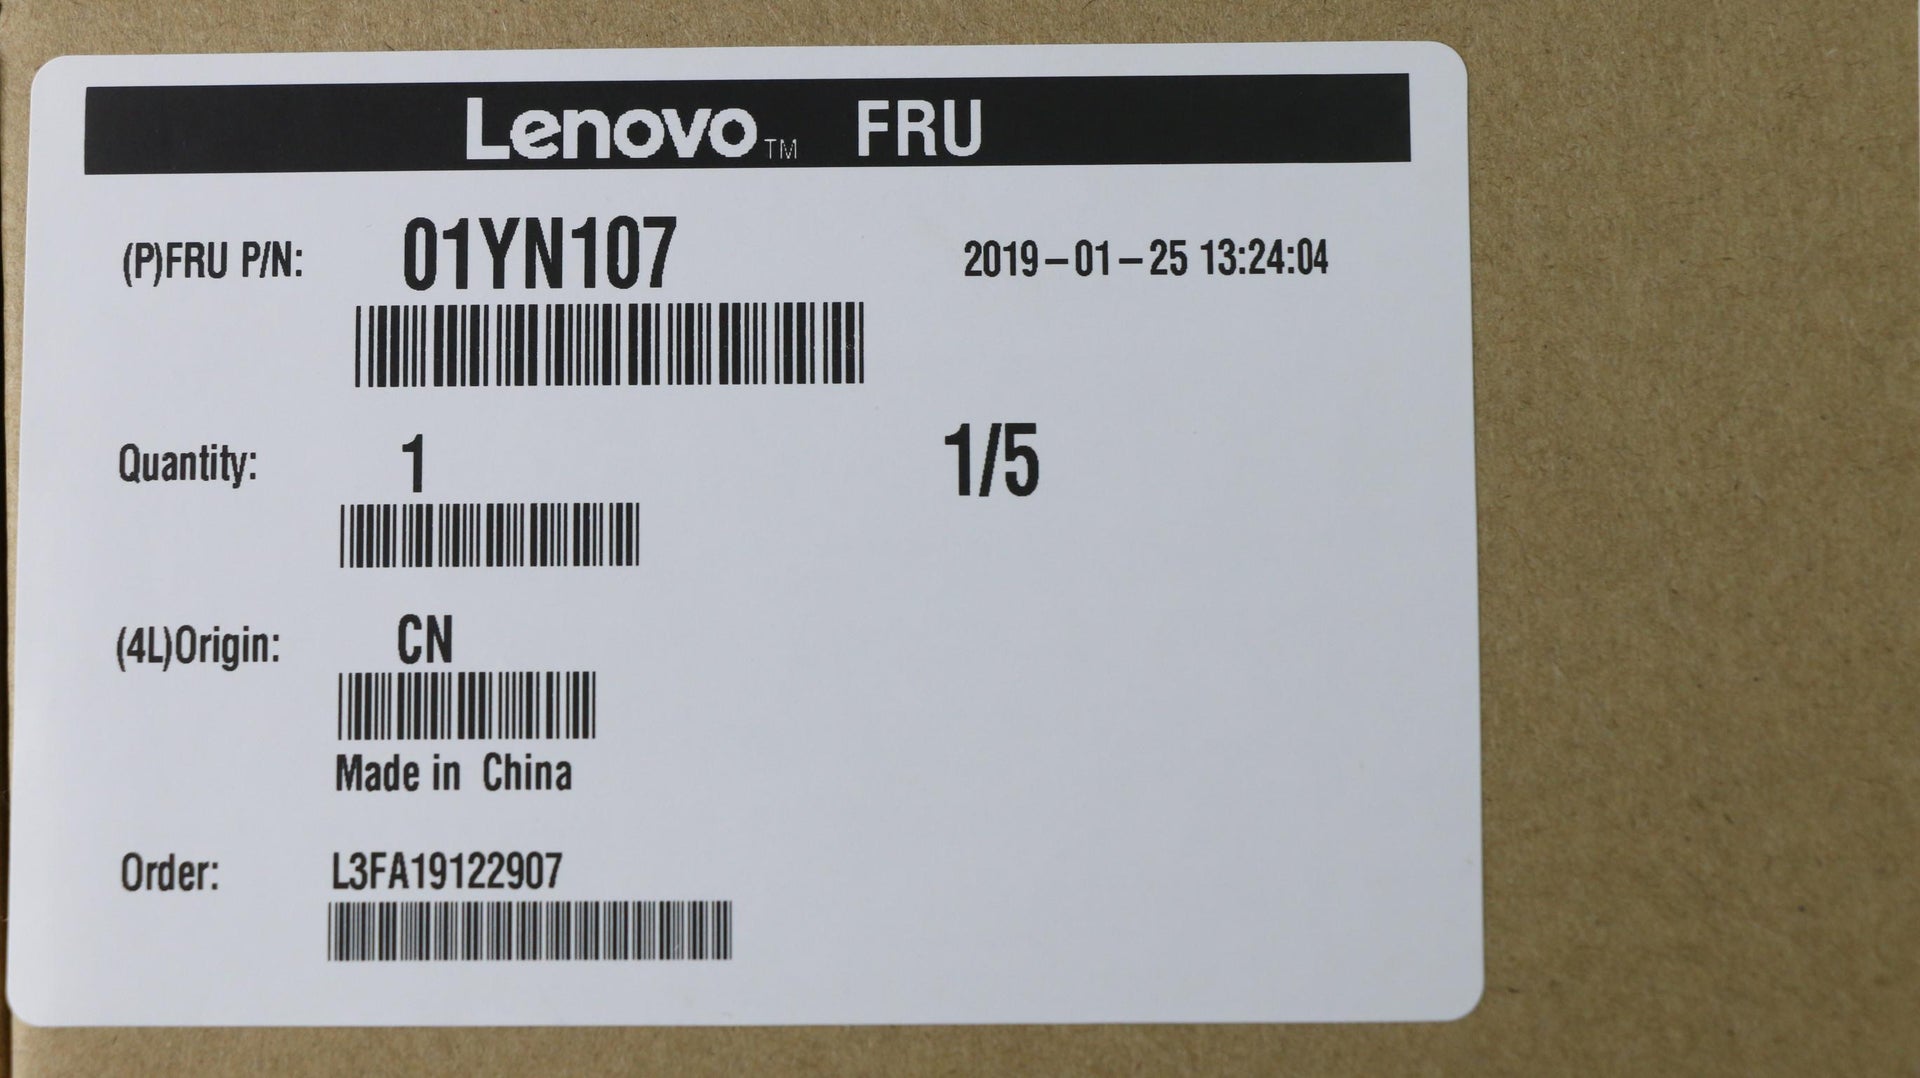 Lenovo™ FRU
(P)FRU P/N: 01YN107 2019-01-25 13:24:04
Quantity: 1 1/5
(4L)Origin: CN
Made in China
Order: L3FA19122907